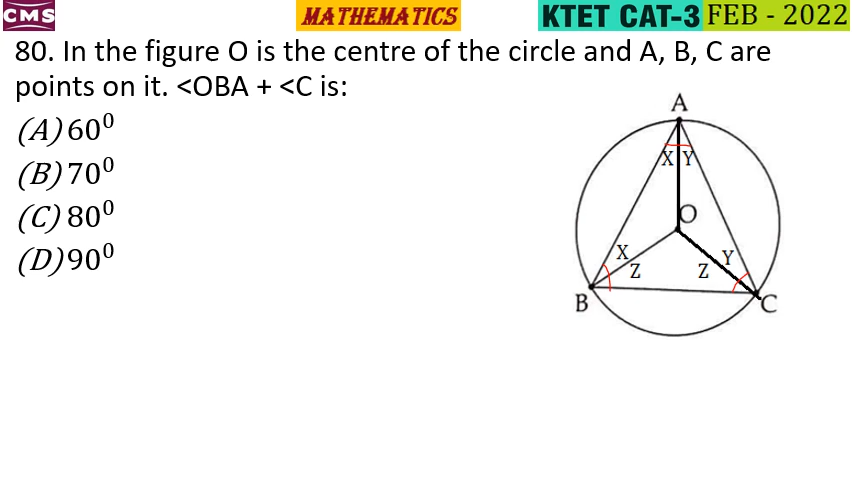 CMS
MATHEMATICS
KTET CAT-3 FEB - 2022
80. In the figure O is the centre of the circle and A, B, C are
points on it. <OBA + <C is:
(A) 60⁰
(B) 70⁰
(C) 80⁰
(D) 90⁰
A
X Y
O
X Y
Z Z
B C